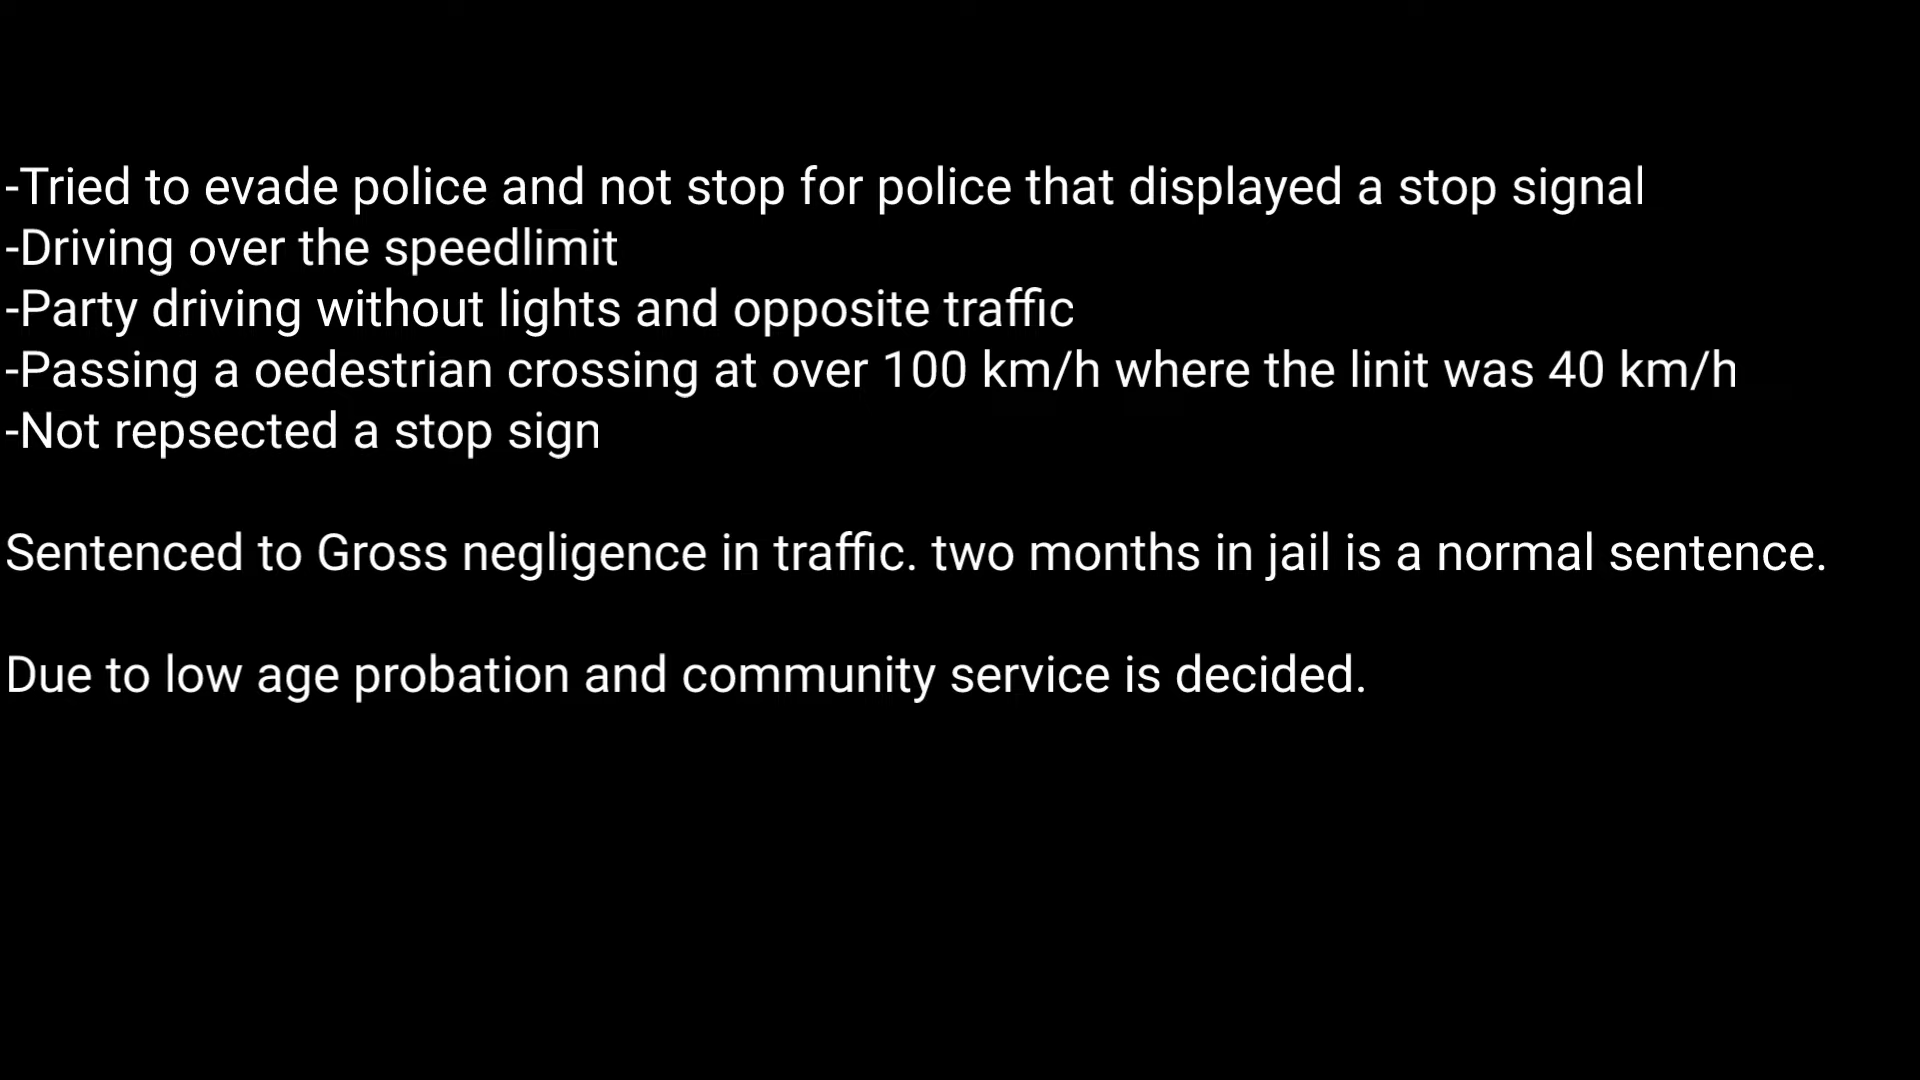 -Tried to evade police and not stop for police that displayed a stop signal
-Driving over the speedlimit
-Party driving without lights and opposite traffic
-Passing a oedestrian crossing at over 100 km/h where the linit was 40 km/h
-Not repsected a stop sign
Sentenced to Gross negligence in traffic. two months in jail is a normal sentence.
Due to low age probation and community service is decided.